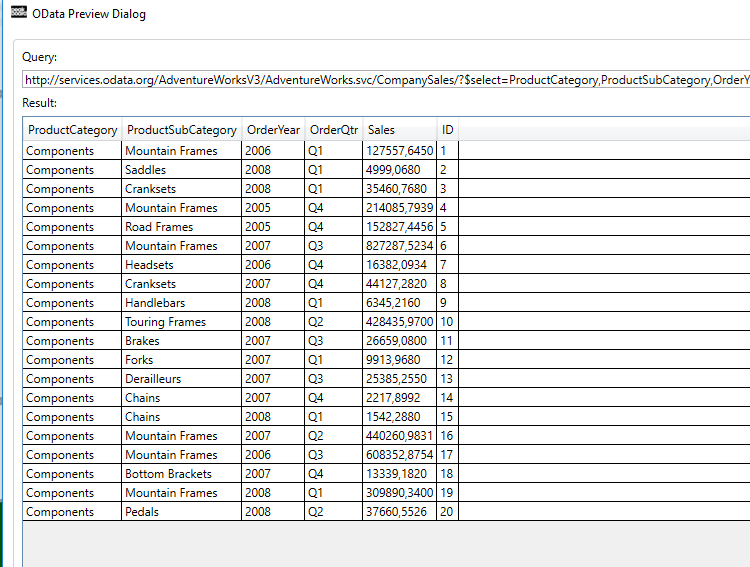 OData Preview Dialog
Query:
http://services.odata.org/AdventureWorksV3/AdventureWorks.svc/CompanySales/?$select=ProductCategory,ProductSubCategory,OrderY
Result:
ProductCategory ProductSubCategory OrderYear OrderQtr Sales ID
Components Mountain Frames 2006 Q1 127557,6450 1
Components Saddles 2008 Q1 4999,0680 2
Components Cranksets 2008 Q1 35460,7680 3
Components Mountain Frames 2005 Q4 214085,7939 4
Components Road Frames 2005 Q4 152827,4456 5
Components Mountain Frames 2007 Q3 827287,5234 6
Components Headsets 2006 Q4 16382,0934 7
Components Cranksets 2007 Q4 44127,2820 8
Components Handlebars 2008 Q1 6345,2160 9
Components Touring Frames 2008 Q2 428435,9700 10
Components Brakes 2007 Q3 26659,0800 11
Components Forks 2007 Q1 9913,9680 12
Components Derailleurs 2007 Q3 25385,2550 13
Components Chains 2007 Q4 2217,8992 14
Components Chains 2008 Q1 1542,2880 15
Components Mountain Frames 2007 Q2 440260,9831 16
Components Mountain Frames 2006 Q3 608352,8754 17
Components Bottom Brackets 2007 Q4 13339,1820 18
Components Mountain Frames 2008 Q1 309890,3400 19
Components Pedals 2008 Q2 37660,5526 20